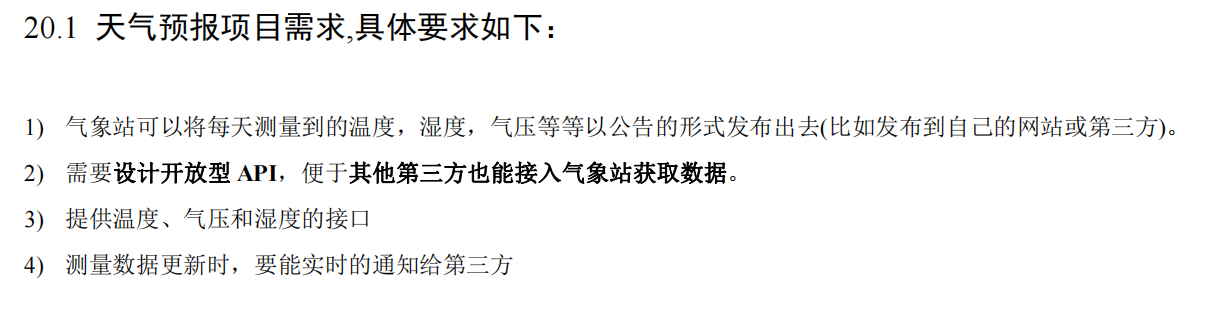 20.1 天气预报项目需求,具体要求如下：
1) 气象站可以将每天测量到的温度，湿度，气压等等以公告的形式发布出去(比如发布到自己的网站或第三方)。
2) 需要设计开放型 API，便于其他第三方也能接入气象站获取数据。
3) 提供温度、气压和湿度的接口
4) 测量数据更新时，要能实时的通知给第三方